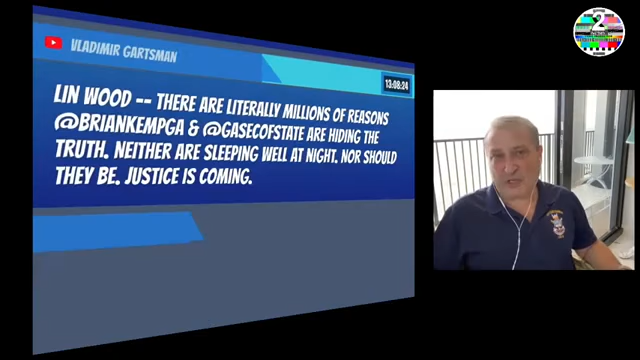 VLADIMIR GARTSMAN
13:08:24
LIN WOOD -- THERE ARE LITERALLY MILLIONS OF REASONS
@BRIANKEMPGA & @GASECOFSTATE ARE HIDING THE
TRUTH. NEITHER ARE SLEEPING WELL AT NIGHT. NOR SHOULD
THEY BE. JUSTICE IS COMING.
2